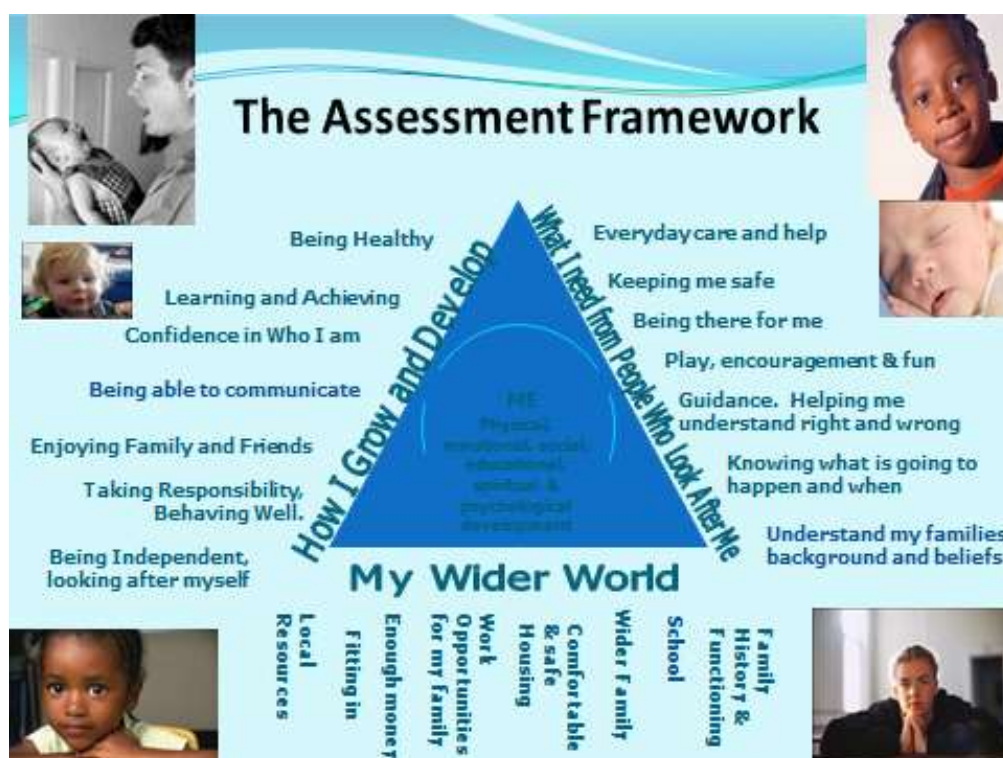 The Assessment Framework
Being Healthy
Learning and Achieving
Confidence in Who I am
Being able to communicate
Enjoying Family and Friends
Taking Responsibility,
Behaving Well.
Being Independent,
looking after myself
How I Grow and Develop
ME
Physical,
emotional, social,
educational,
spiritual &
psychological
development
What I need from People Who Look After Me
Everyday care and help
Keeping me safe
Being there for me
Play, encouragement & fun
Guidance. Helping me
understand right and wrong
Knowing what is going to
happen and when
Understand my families
background and beliefs
My Wider World
Local
Resources
Fitting in
Enough money
Work
Opportunities
for my family
Comfortable
& safe
Housing
Wider Family
School
Family
History &
Functioning